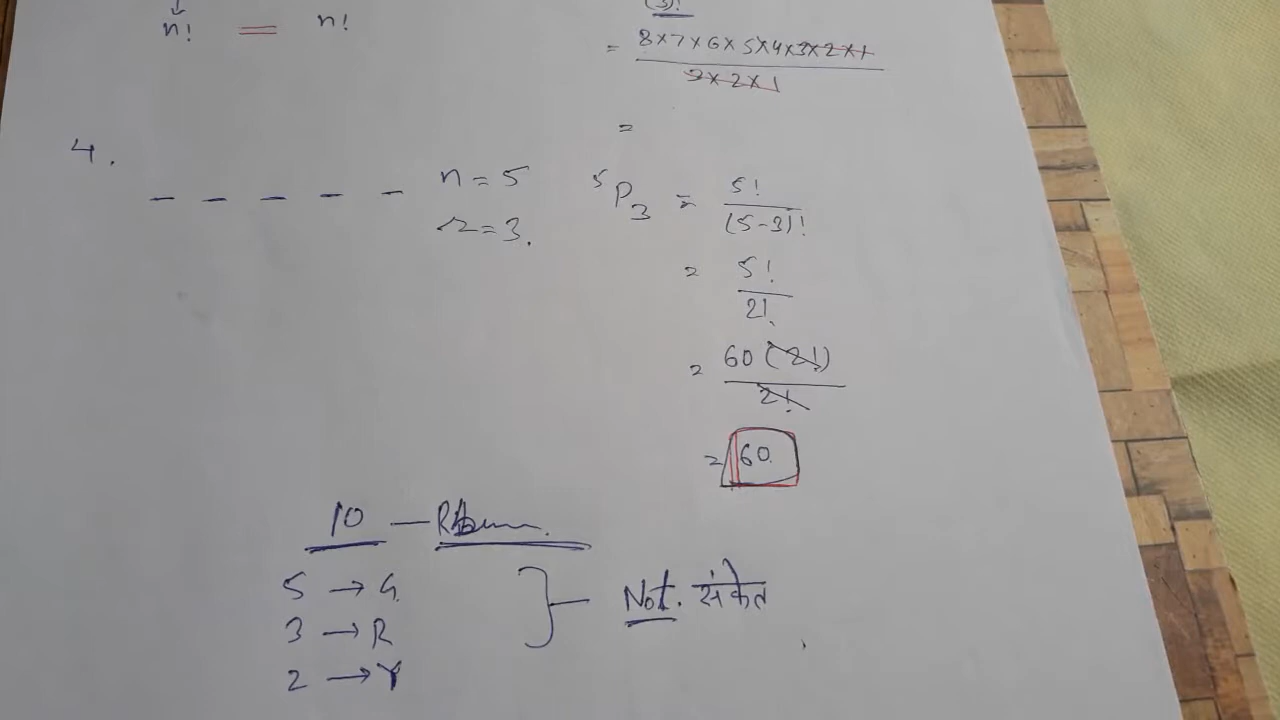 n! = n!
(3)!
= 8×7×6×5×4×3×2×1
3×2×1
=
4.
_ _ _ _ _ n = 5
r = 3.
⁵P₃ = 5!
(5-3)!
= 5!
2!
= 60 (2!)
2!
= 60
10 —
5 → G
3 → R
2 → Y
} — Not. संकेत